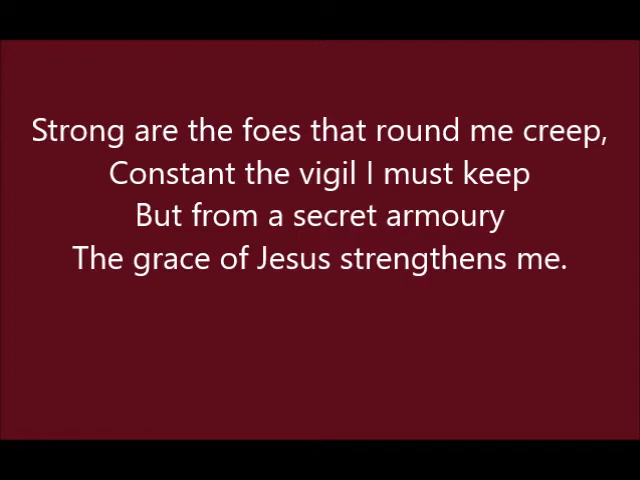 Strong are the foes that round me creep,
Constant the vigil I must keep
But from a secret armoury
The grace of Jesus strengthens me.